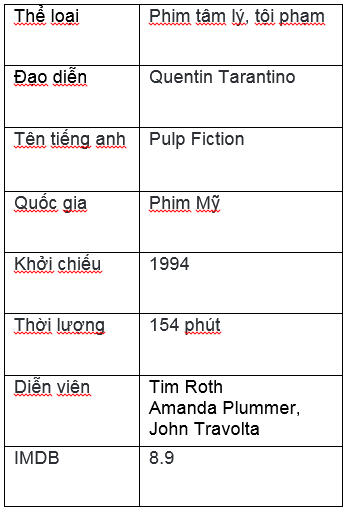 Thể loại Phim tâm lý, tội phạm
Đạo diễn Quentin Tarantino
Tên tiếng anh Pulp Fiction
Quốc gia Phim Mỹ
Khởi chiếu 1994
Thời lượng 154 phút
Diễn viên Tim Roth
Amanda Plummer,
John Travolta
IMDB 8.9